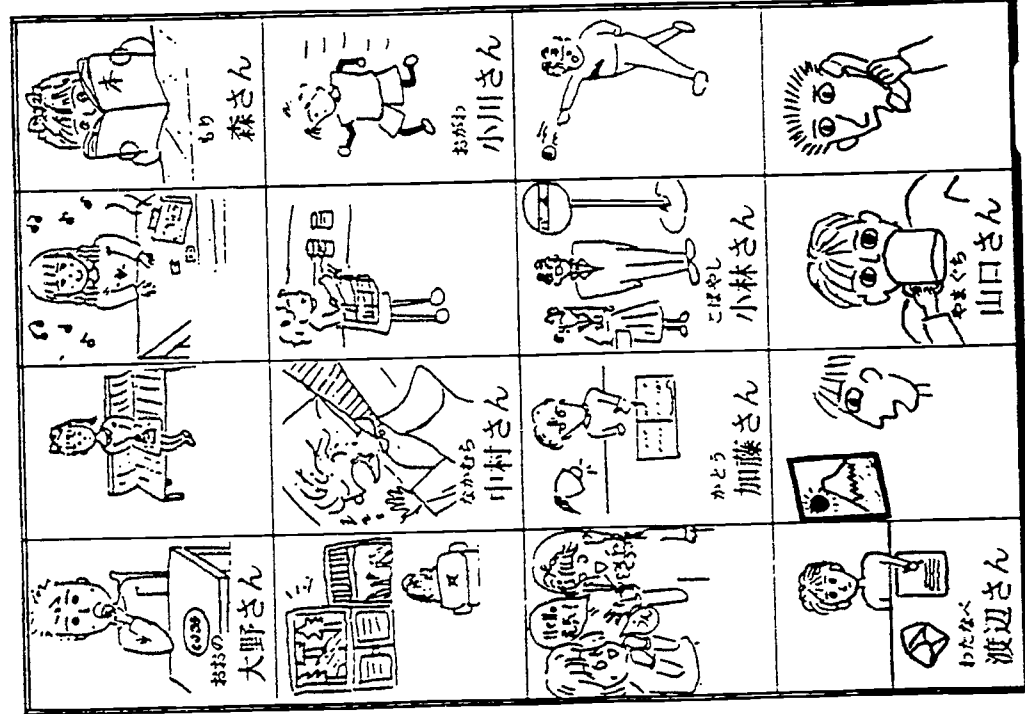 おおの
大野さん
本
もり
森さん
なかむら
中村さん
おがわ
小川さん
Hello
かとう
加藤さん
こばやし
小林さん
わたなべ
渡辺さん
やまぐち
山口さん